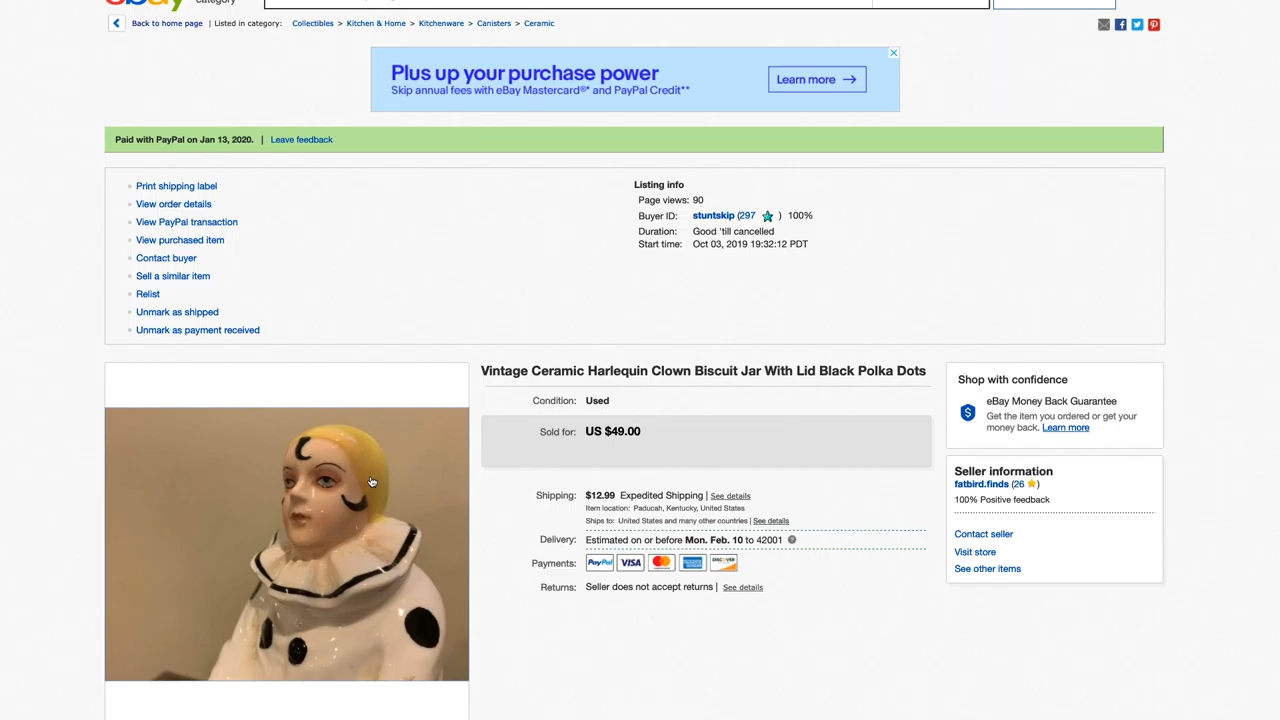 ebay
category
Back to home page | Listed in category: Collectibles > Kitchen & Home > Kitchenware > Canisters > Ceramic
Plus up your purchase power
Skip annual fees with eBay Mastercard®* and PayPal Credit**
Learn more →
Paid with PayPal on Jan 13, 2020. | Leave feedback
Print shipping label
View order details
View PayPal transaction
View purchased item
Contact buyer
Sell a similar item
Relist
Unmark as shipped
Unmark as payment received
Listing info
Page views: 90
Buyer ID: stuntskip (297 ) 100%
Duration: Good 'till cancelled
Start time: Oct 03, 2019 19:32:12 PDT
Vintage Ceramic Harlequin Clown Biscuit Jar With Lid Black Polka Dots
Condition: Used
Sold for: US $49.00
Shipping: $12.99 Expedited Shipping | See details
Item location: Paducah, Kentucky, United States
Ships to: United States and many other countries | See details
Delivery: Estimated on or before Mon. Feb. 10 to 42001 ?
Payments: PayPal VISA mastercard AMERICAN EXPRESS DISCOVER
Returns: Seller does not accept returns | See details
Shop with confidence
eBay Money Back Guarantee
Get the item you ordered or get your
money back. Learn more
Seller information
fatbird.finds (26 )
100% Positive feedback
Contact seller
Visit store
See other items